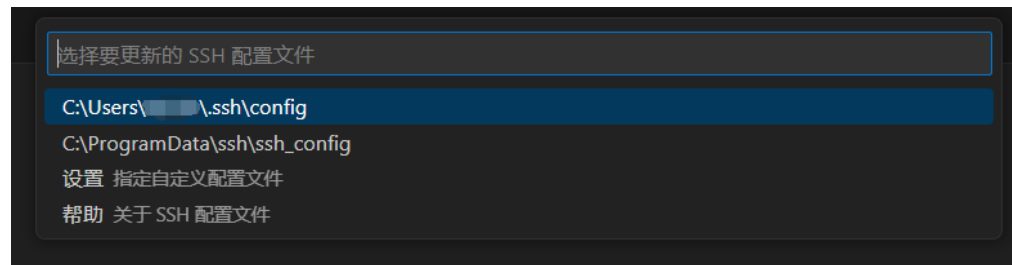 选择要更新的 SSH 配置文件
C:\Users\ \.ssh\config
C:\ProgramData\ssh\ssh_config
设置 指定自定义配置文件
帮助 关于 SSH 配置文件